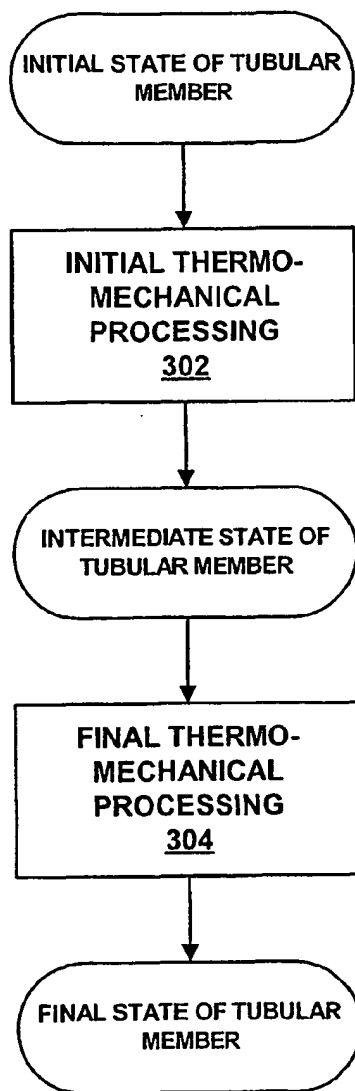 INITIAL STATE OF TUBULAR
MEMBER
INITIAL THERMO-
MECHANICAL
PROCESSING
302
INTERMEDIATE STATE OF
TUBULAR MEMBER
FINAL THERMO-
MECHANICAL
PROCESSING
304
FINAL STATE OF TUBULAR
MEMBER